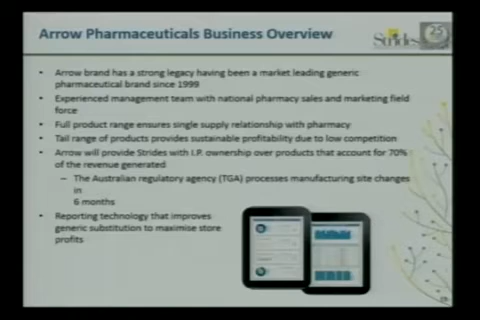 Arrow Pharmaceuticals Business Overview
Strides
25
• Arrow brand has a strong legacy having been a market leading generic
pharmaceutical brand since 1999
• Experienced management team with national pharmacy sales and marketing field
force
• Full product range ensures single supply relationship with pharmacy
• Tail range of products provides sustainable profitability due to low competition
• Arrow will provide Strides with I.P. ownership over products that account for 70%
of the revenue generated
– The Australian regulatory agency (TGA) processes manufacturing site changes
in
6 months
• Reporting technology that improves
generic substitution to maximise store
profits